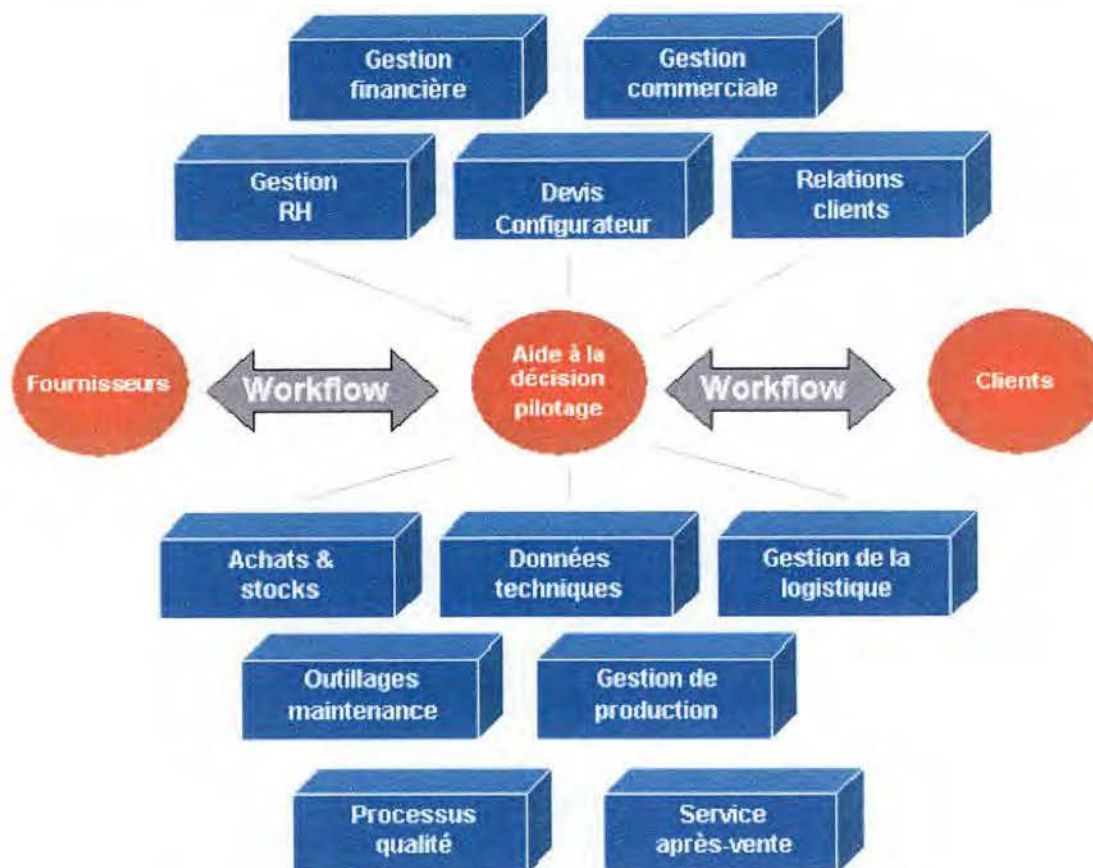 Gestion
financière
Gestion
commerciale
Gestion
RH
Devis
Configurateur
Relations
clients
Fournisseurs
Workflow
Aide à la
décision
pilotage
Workflow
Clients
Achats &
stocks
Données
techniques
Gestion de la
logistique
Outillages
maintenance
Gestion de
production
Processus
qualité
Service
après-vente